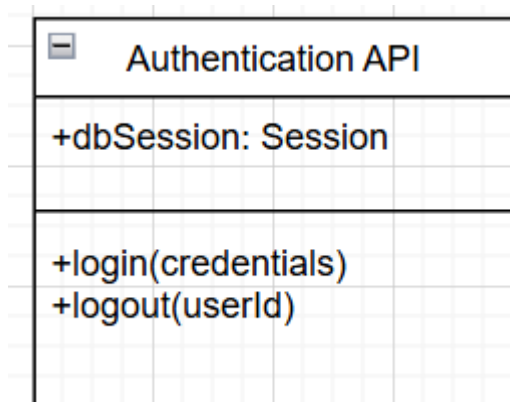 Authentication API
+dbSession: Session
+login(credentials)
+logout(userId)